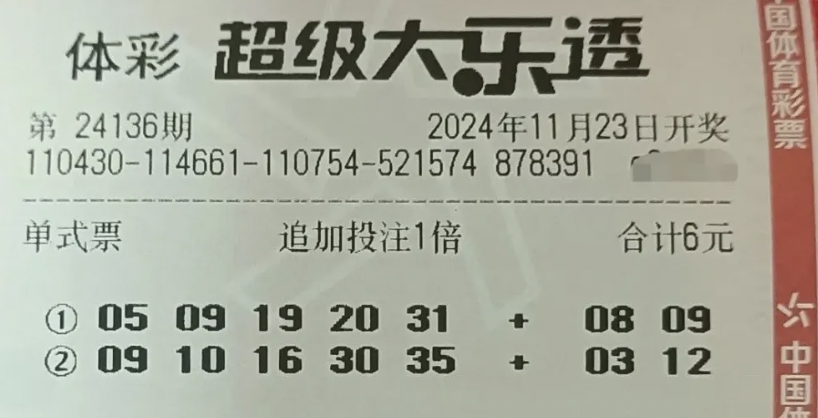 体彩 超级大乐透
第 24136期 2024年11月23日开奖
110430-114661-110754-521574 878391
单式票 追加投注1倍 合计6元
① 05 09 19 20 31 + 08 09
② 09 10 16 30 35 + 03 12
中国体育彩票
中国体